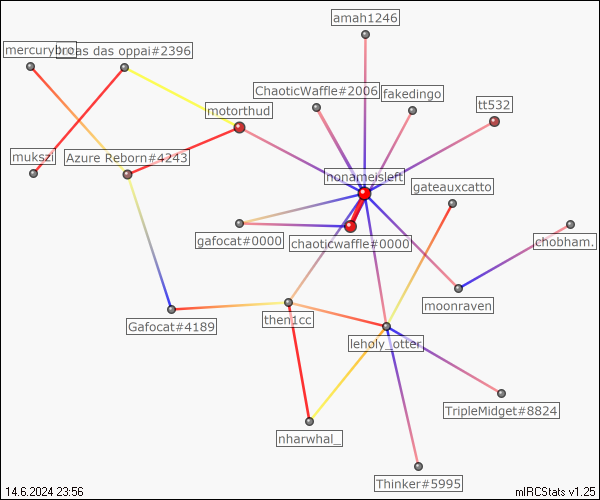 amah1246
mercurybro
das oppai#2396
ChaoticWaffle#2006
fakedingo
tt532
motorthud
mukszi
Azure Reborn#4243
nonameisleft
gateauxcatto
gafocat#0000
chaoticwaffle#0000
chobham.
moonraven
Gafocat#4189
then1cc
leholy_otter
TripleMidget#8824
nharwhal_
Thinker#5995
14.6.2024 23:56
mIRCStats v1.25